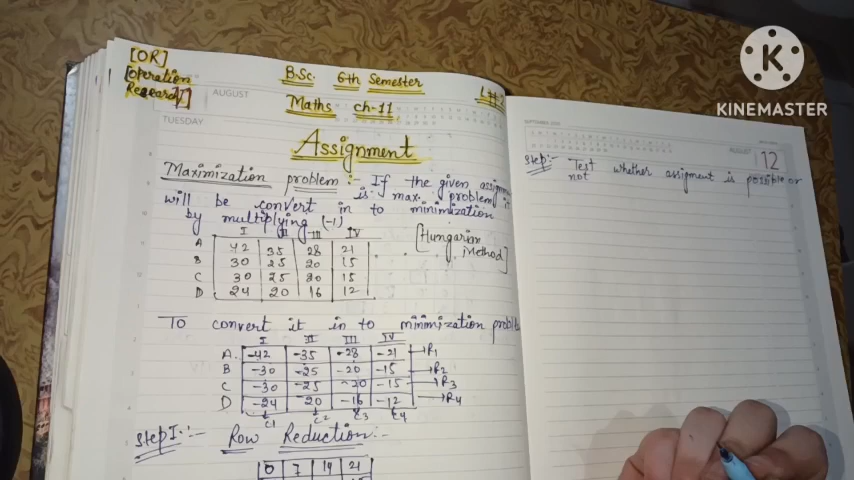 [OR]
[operation
Research]
B.Sc. 6th Semester
Maths ch-11
L#2
AUGUST
TUESDAY
Assignment
Maximization problem :- If the given assignm
is max. problem it
will be convert in to minimization
by multiplying (-1)
I II III IV
A 42 35 28 21
B 30 25 20 15
C 30 25 20 15
D 24 20 16 12
[Hungarian
Method]
To convert it in to minimization proble
I II III IV
A. -42 -35 -28 -21 → R1
B -30 -25 -20 -15 → R2
C -30 -25 -20 -15 → R3
D -24 -20 -16 -12 → R4
C1 C2 C3 C4
Step I :- Row Reduction :-
0 7 14 21
AUGUST
12
Step :- Test whether assigment is possible or
not
KINEMASTER